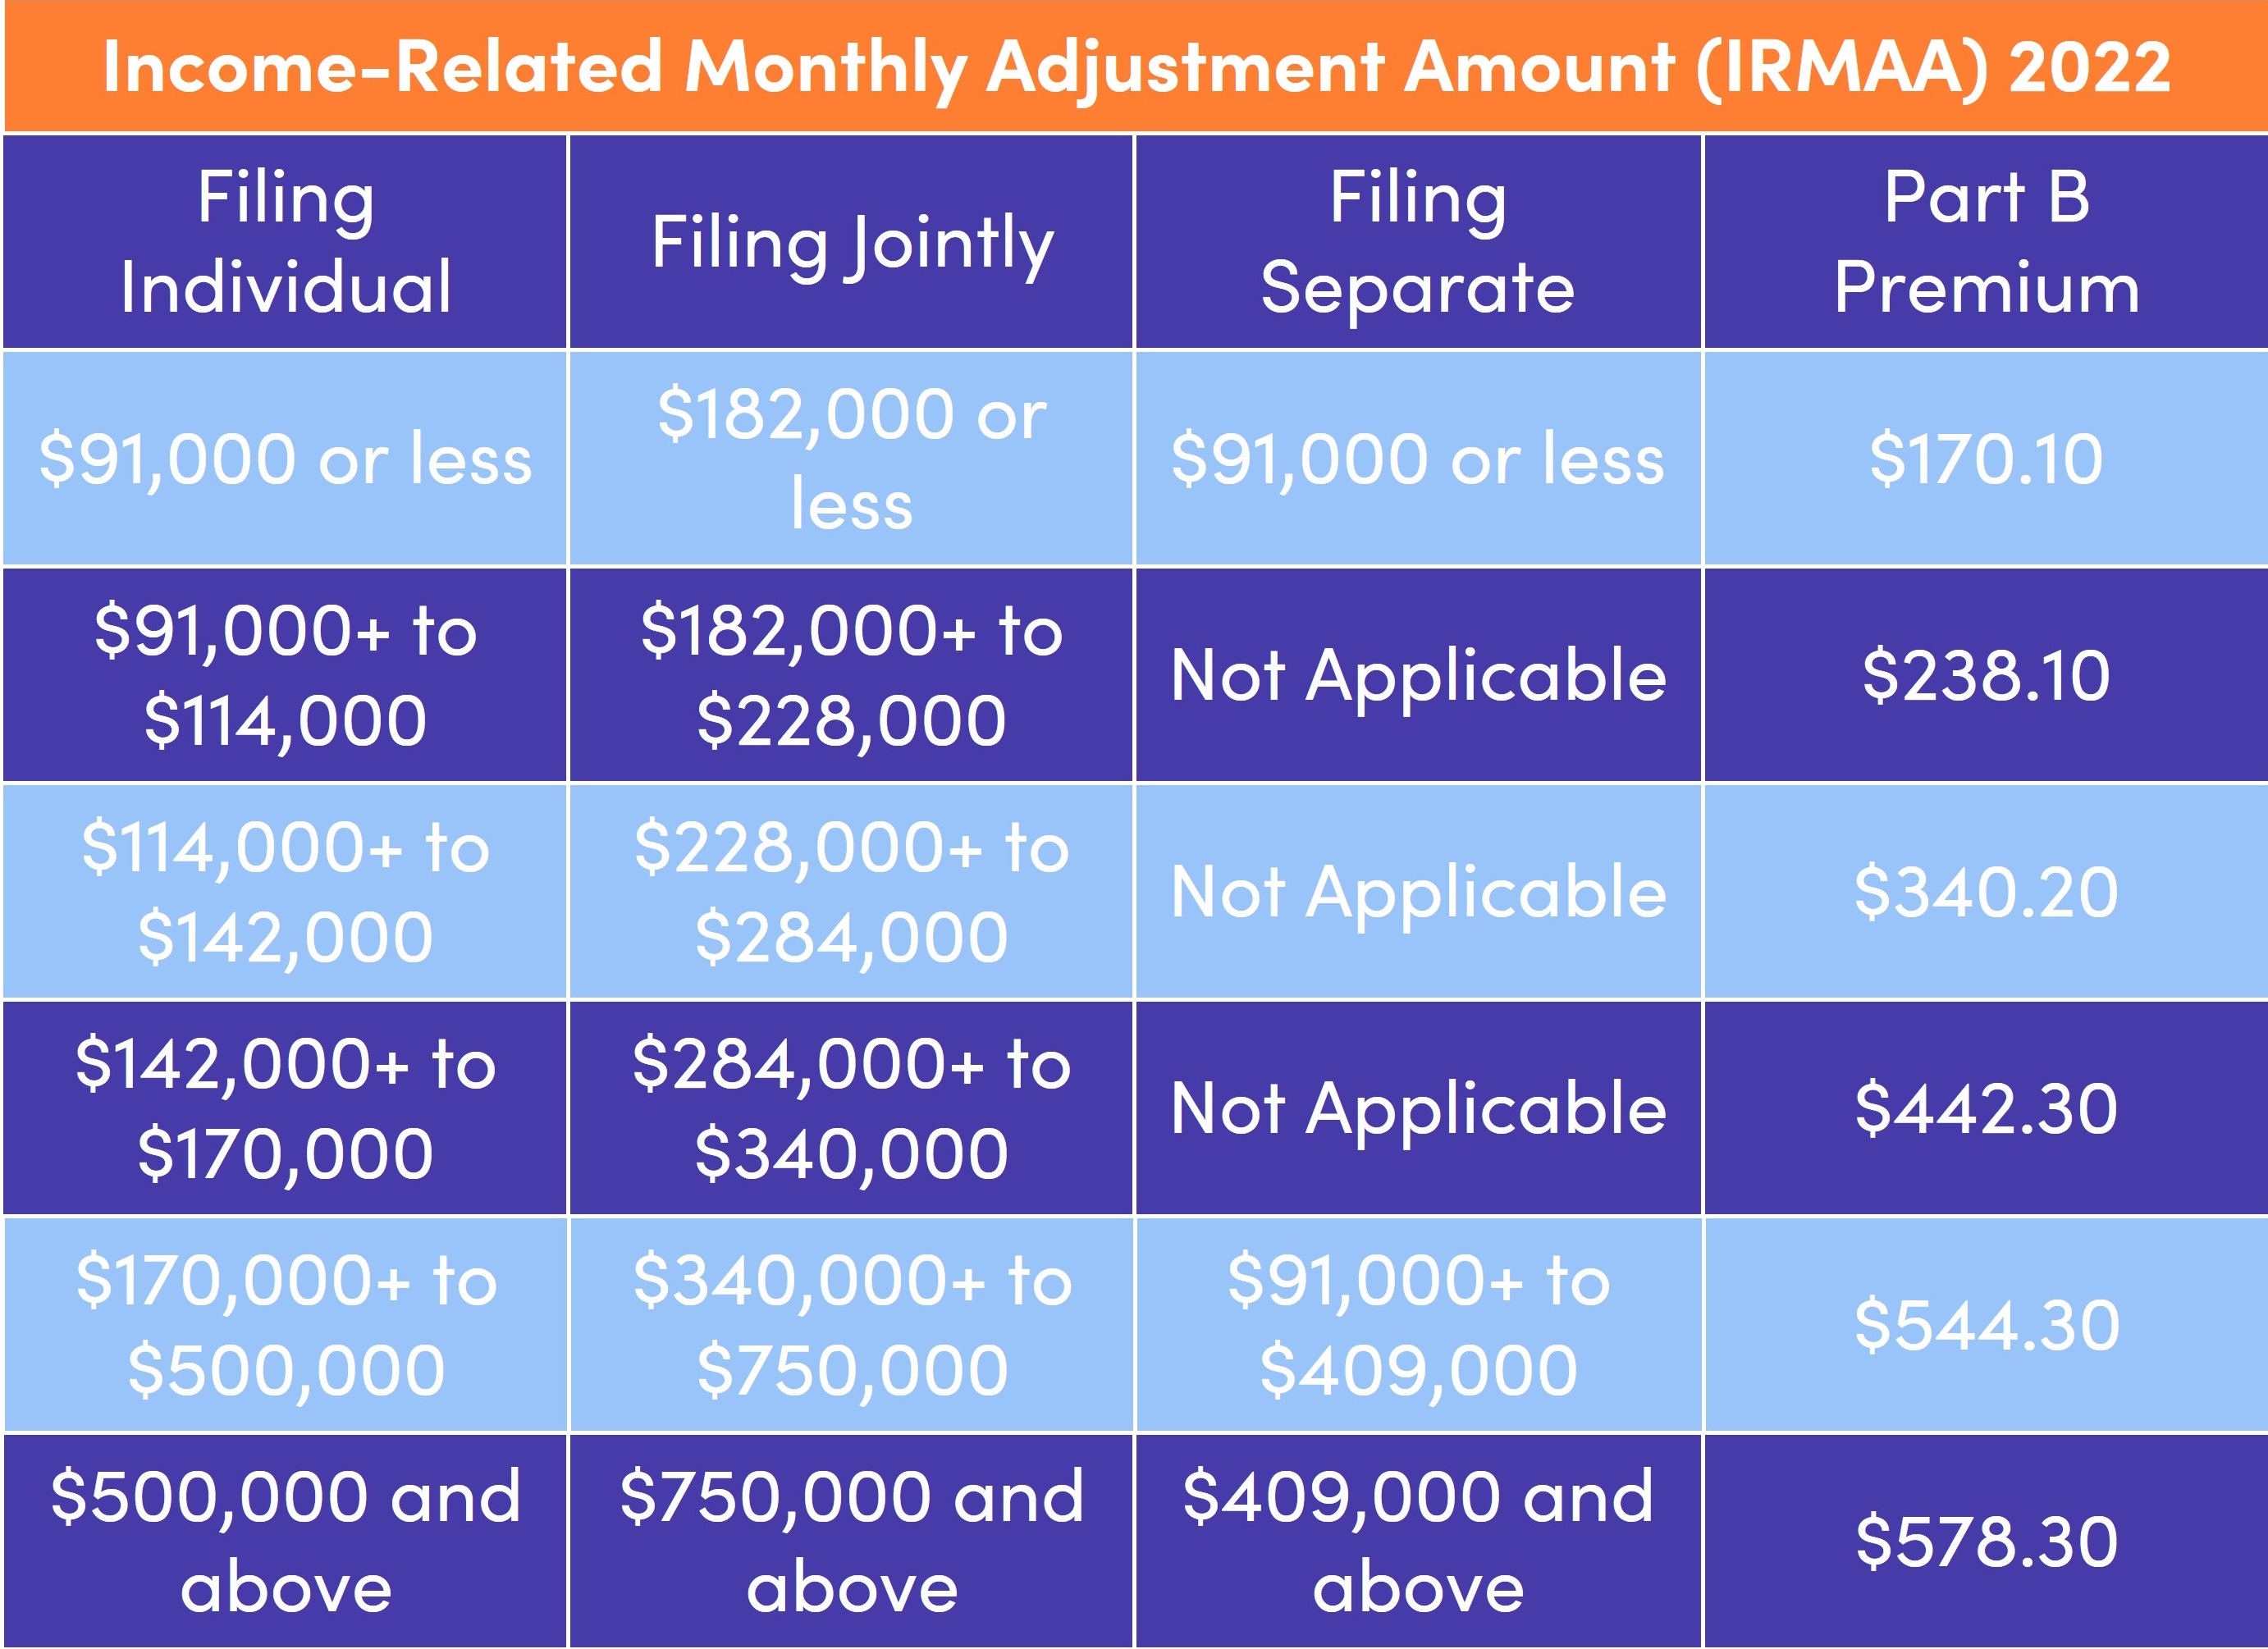 Income-Related Monthly Adjustment Amount (IRMAA) 2022
Filing
Individual
Filing Jointly
Filing
Separate
Part B
Premium
$91,000 or less
$182,000 or
less
$91,000 or less
$170.10
$91,000+ to
$114,000
$182,000+ to
$228,000
Not Applicable
$238.10
$114,000+ to
$142,000
$228,000+ to
$284,000
Not Applicable
$340.20
$142,000+ to
$170,000
$284,000+ to
$340,000
Not Applicable
$442.30
$170,000+ to
$500,000
$340,000+ to
$750,000
$91,000+ to
$409,000
$544.30
$500,000 and
above
$750,000 and
above
$409,000 and
above
$578.30